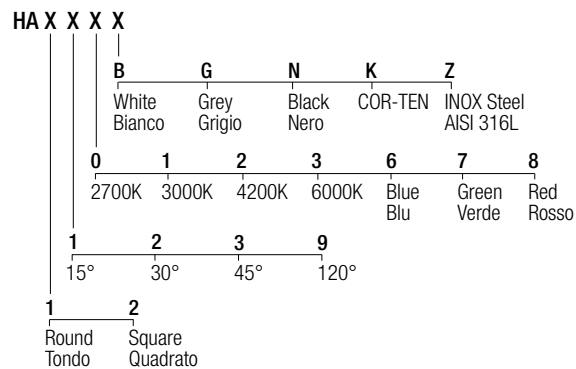 HA X X X X
B G N K Z
White Grey Black COR-TEN INOX Steel
Bianco Grigio Nero AISI 316L
0 1 2 3 6 7 8
2700K 3000K 4200K 6000K Blue Green Red
Blu Verde Rosso
1 2 3 9
15° 30° 45° 120°
1 2
Round Square
Tondo Quadrato